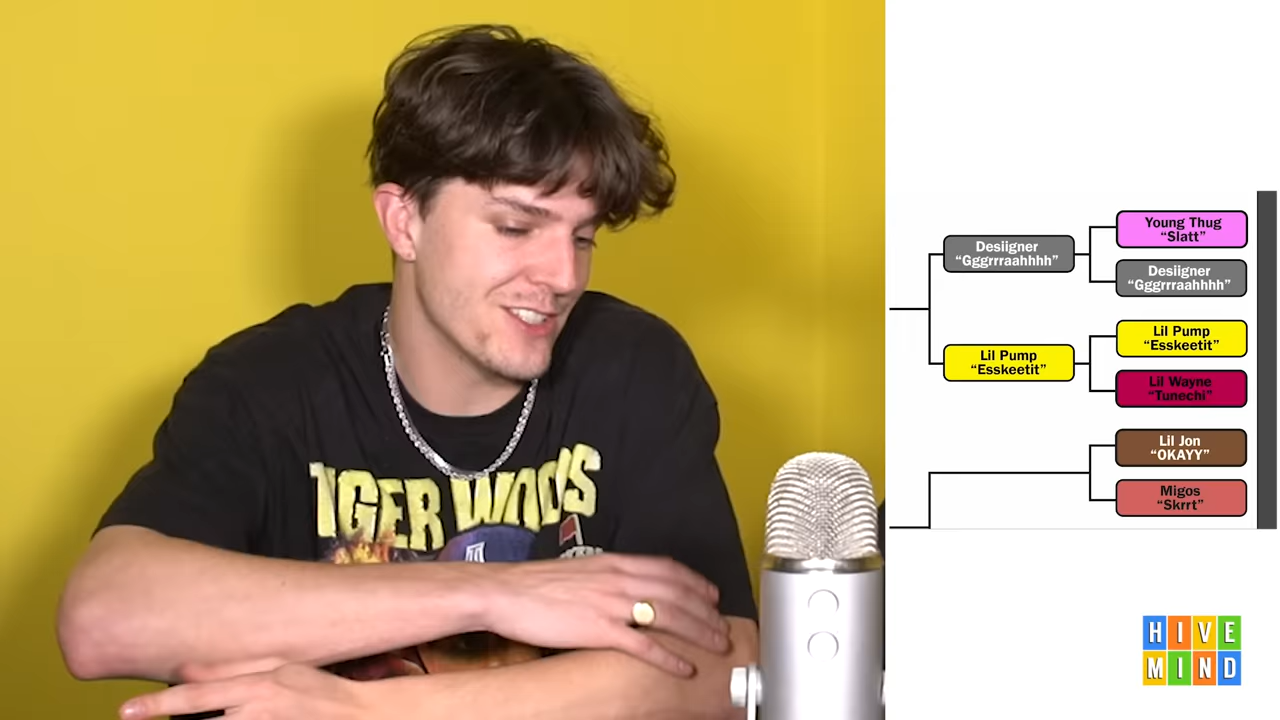 TIGER WOODS
Desiigner
“Gggrrraahhhh”
Lil Pump
“Esskeetit”
Young Thug
“Slatt”
Desiigner
“Gggrrraahhhh”
Lil Pump
“Esskeetit”
Lil Wayne
“Tunechi”
Lil Jon
“OKAYY”
Migos
“Skrrt”
HIVE
MIND